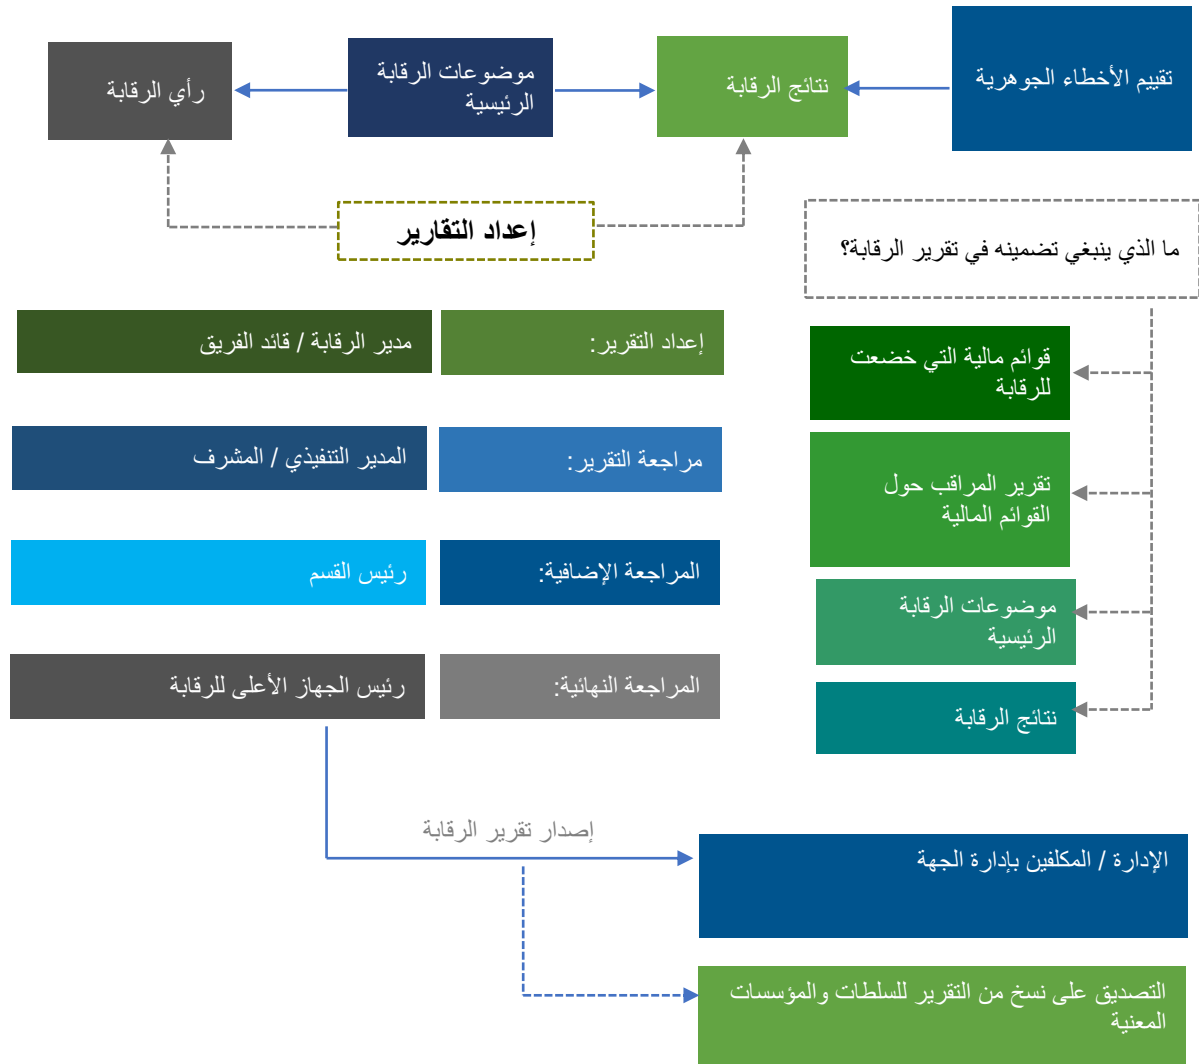 تقييم الأخطاء الجوهرية
نتائج الرقابة
موضوعات الرقابة
الرئيسية
رأي الرقابة
إعداد التقارير
ما الذي ينبغي تضمينه في تقرير الرقابة؟
قوائم مالية التي خضعت
للرقابة
تقرير المراقب حول
القوائم المالية
موضوعات الرقابة
الرئيسية
نتائج الرقابة
إعداد التقرير:
مدير الرقابة / قائد الفريق
مراجعة التقرير:
المدير التنفيذي / المشرف
المراجعة الإضافية:
رئيس القسم
المراجعة النهائية:
رئيس الجهاز الأعلى للرقابة
إصدار تقرير الرقابة
الإدارة / المكلفين بإدارة الجهة
التصديق على نسخ من التقرير للسلطات والمؤسسات
المعنية